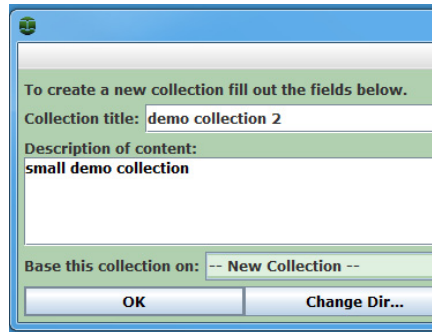 To create a new collection fill out the fields below.
Collection title: demo collection 2
Description of content:
small demo collection
Base this collection on: -- New Collection --
OK Change Dir...